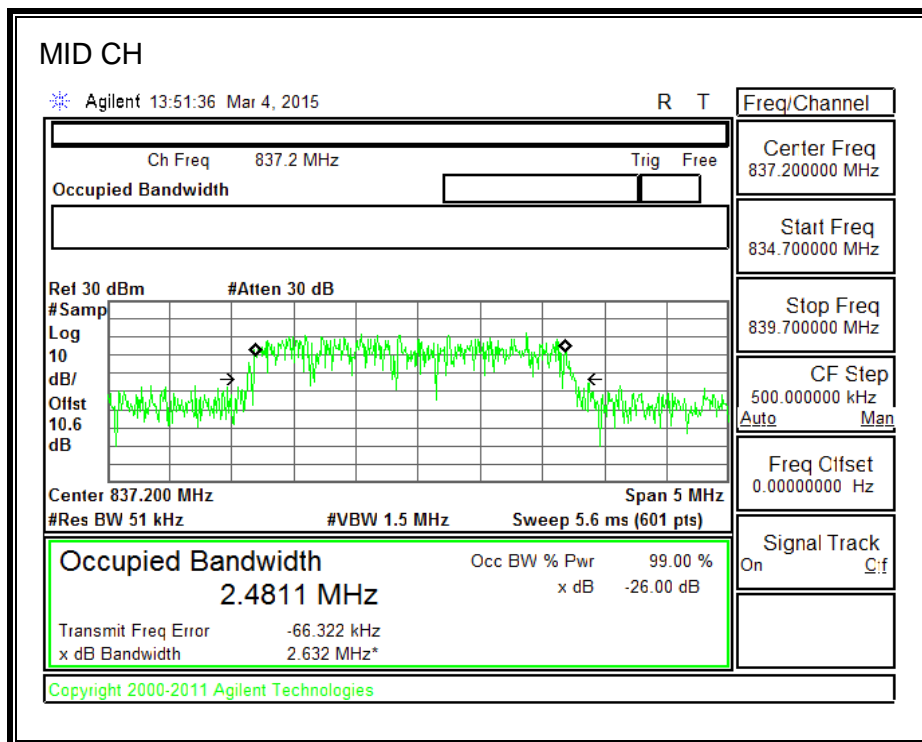 MID CH
Agilent 13:51:36 Mar 4, 2015 R T
Freq/Channel
Ch Freq 837.2 MHz Trig Free
Occupied Bandwidth
Center Freq
837.200000 MHz
Start Freq
834.700000 MHz
Stop Freq
839.700000 MHz
CF Step
500.000000 kHz
Auto Man
Freq Offset
0.00000000 Hz
Signal Track
On Off
Ref 30 dBm #Atten 30 dB
#Samp
Log
10
dB/
Offst
10.6
dB
Center 837.200 MHz Span 5 MHz
#Res BW 51 kHz #VBW 1.5 MHz Sweep 5.6 ms (601 pts)
Occupied Bandwidth Occ BW % Pwr 99.00 %
2.4811 MHz x dB -26.00 dB
Transmit Freq Error -66.322 kHz
x dB Bandwidth 2.632 MHz*
Copyright 2000-2011 Agilent Technologies